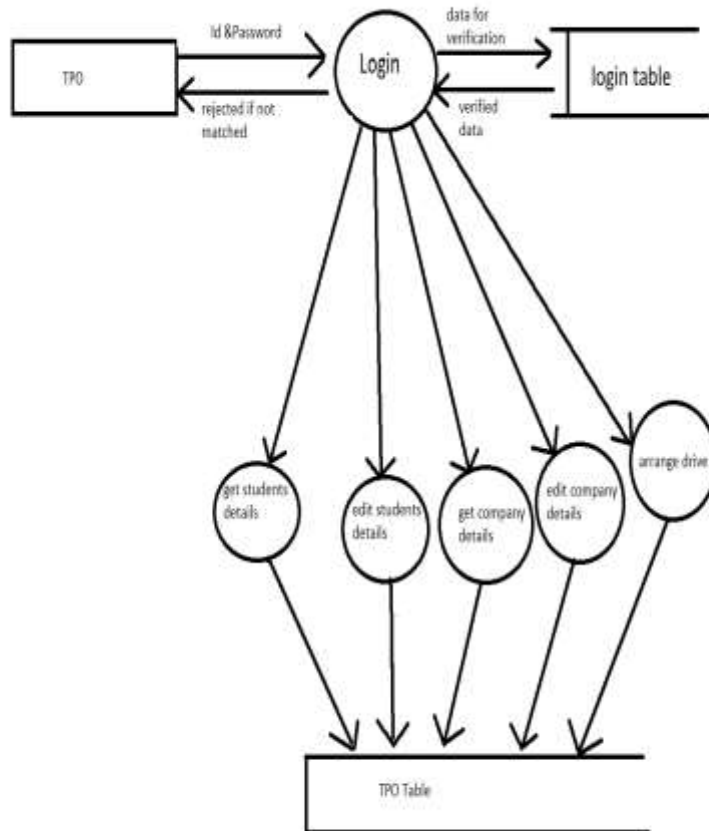 Id &Password
data for
verification
TPO
Login
login table
rejected if not
matched
verified
data
get students
details
edit students
details
get company
details
edit company
details
arrange drive
TPO Table